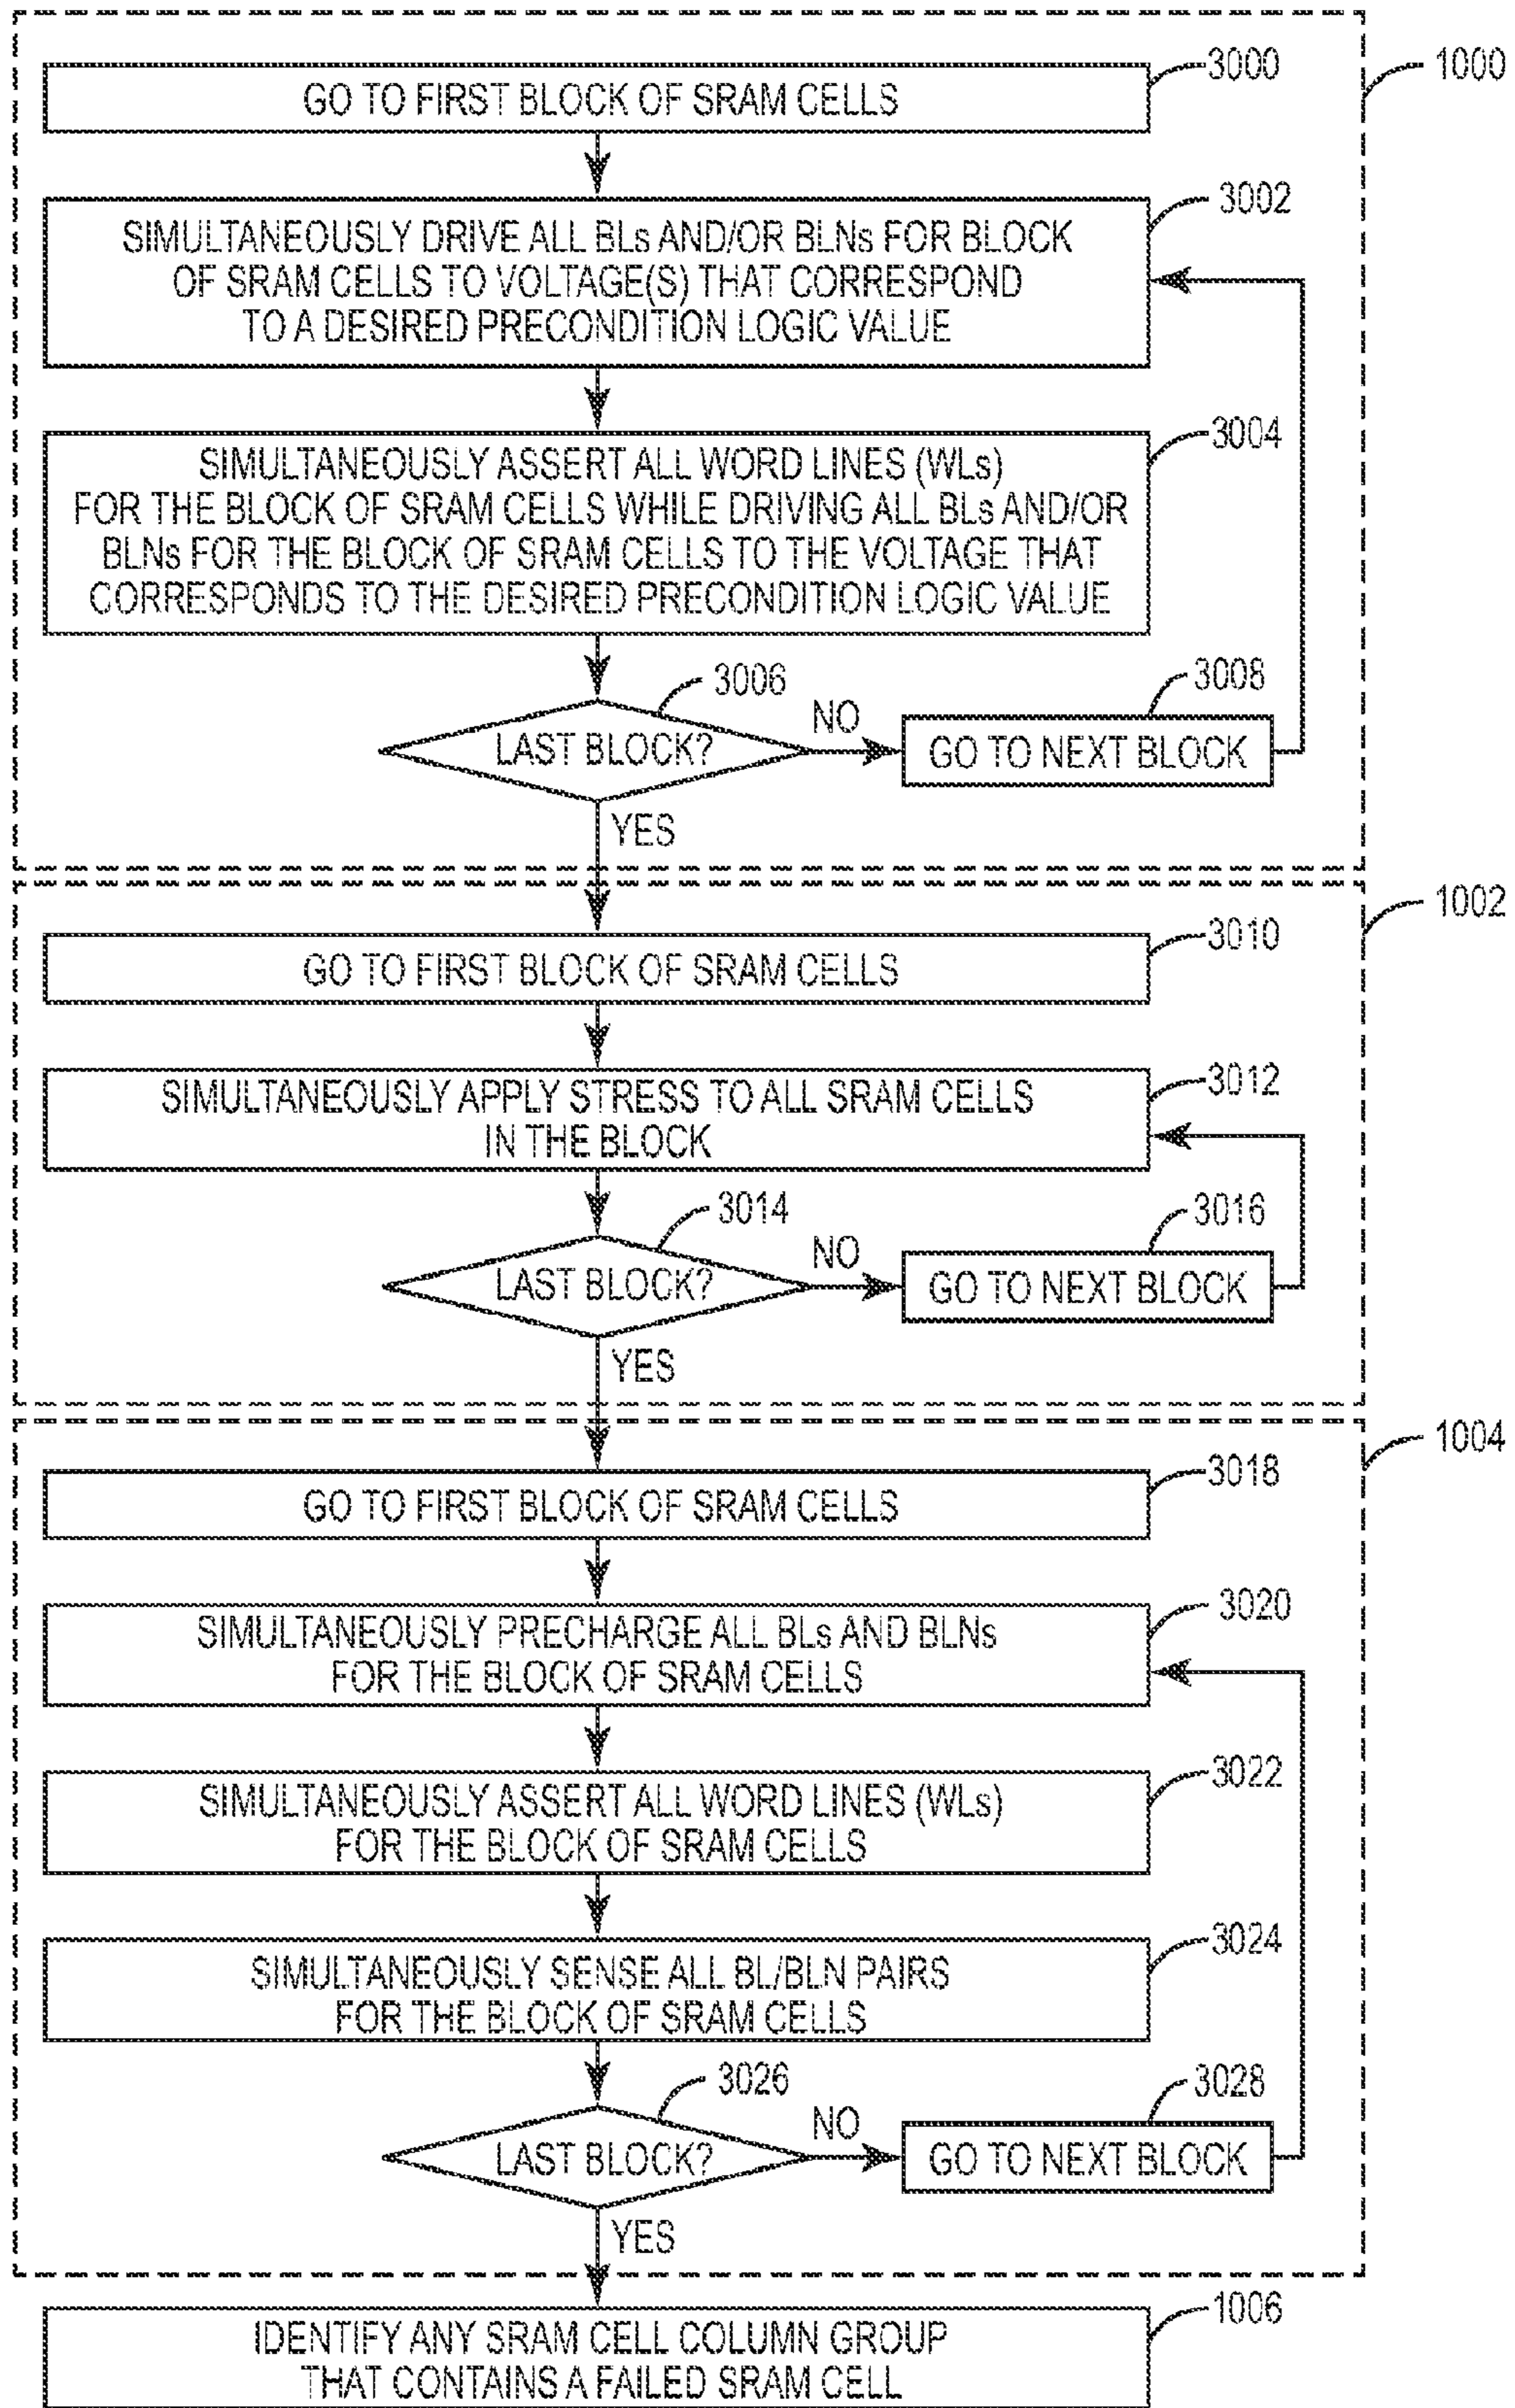 3000
1000
GO TO FIRST BLOCK OF SRAM CELLS
3002
SIMULTANEOUSLY DRIVE ALL BLs AND/OR BLNs FOR BLOCK
OF SRAM CELLS TO VOLTAGE(S) THAT CORRESPOND
TO A DESIRED PRECONDITION LOGIC VALUE
3004
SIMULTANEOUSLY ASSERT ALL WORD LINES (WLs)
FOR THE BLOCK OF SRAM CELLS WHILE DRIVING ALL BLs AND/OR
BLNs FOR THE BLOCK OF SRAM CELLS TO THE VOLTAGE THAT
CORRESPONDS TO THE DESIRED PRECONDITION LOGIC VALUE
3006
3008
NO
LAST BLOCK?
GO TO NEXT BLOCK
YES
1002
3010
GO TO FIRST BLOCK OF SRAM CELLS
3012
SIMULTANEOUSLY APPLY STRESS TO ALL SRAM CELLS
IN THE BLOCK
3014
3016
NO
LAST BLOCK?
GO TO NEXT BLOCK
YES
1004
3018
GO TO FIRST BLOCK OF SRAM CELLS
3020
SIMULTANEOUSLY PRECHARGE ALL BLs AND BLNs
FOR THE BLOCK OF SRAM CELLS
3022
SIMULTANEOUSLY ASSERT ALL WORD LINES (WLs)
FOR THE BLOCK OF SRAM CELLS
3024
SIMULTANEOUSLY SENSE ALL BL/BLN PAIRS
FOR THE BLOCK OF SRAM CELLS
3026
3028
NO
LAST BLOCK?
GO TO NEXT BLOCK
YES
1006
IDENTIFY ANY SRAM CELL COLUMN GROUP
THAT CONTAINS A FAILED SRAM CELL